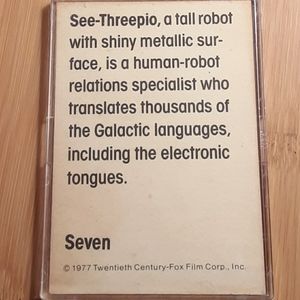 See-Threepio, a tall robot
with shiny metallic sur-
face, is a human-robot
relations specialist who
translates thousands of
the Galactic languages,
including the electronic
tongues.
Seven
© 1977 Twentieth Century-Fox Film Corp., Inc.